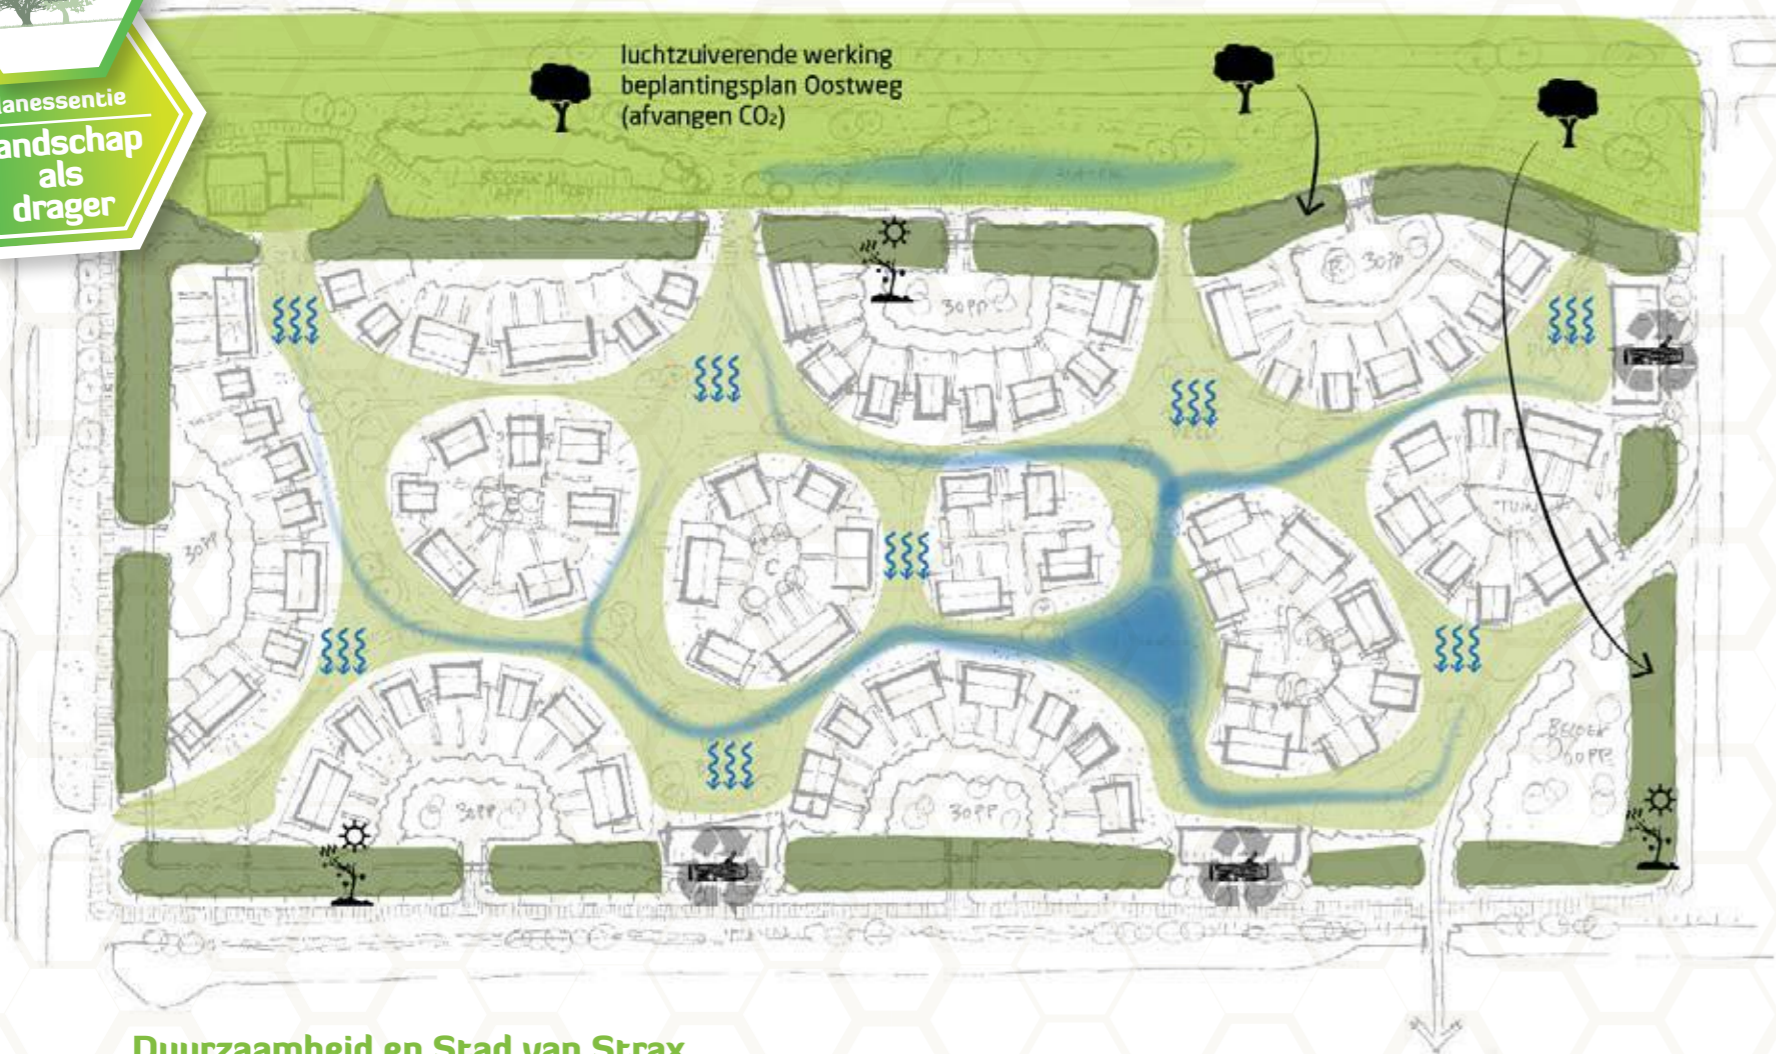 luchtzuiverende werking
beplantingsplan Oostweg
(afvangen CO₂)
lanessentie
andschap
als
drager
30PP
30PP
30PP
TUIN
30PP
30PP
Duurzaamheid en Stad van Strax